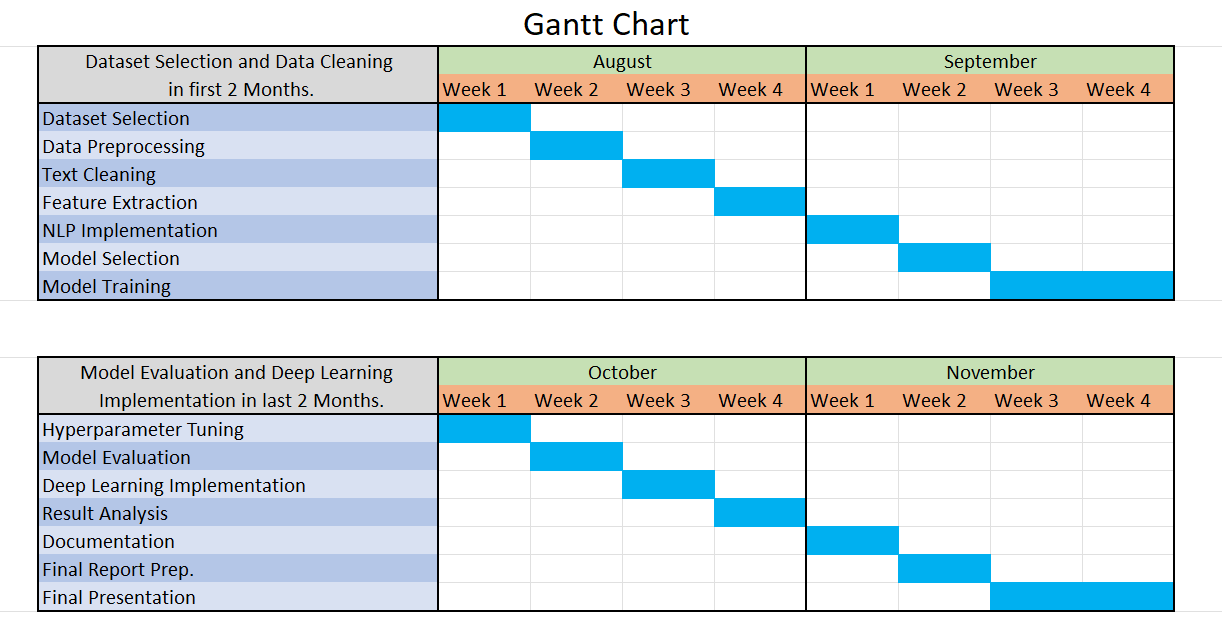 Gantt Chart
Dataset Selection and Data Cleaning August September
in first 2 Months. Week 1 Week 2 Week 3 Week 4 Week 1 Week 2 Week 3 Week 4
Dataset Selection
Data Preprocessing
Text Cleaning
Feature Extraction
NLP Implementation
Model Selection
Model Training
Model Evaluation and Deep Learning October November
Implementation in last 2 Months. Week 1 Week 2 Week 3 Week 4 Week 1 Week 2 Week 3 Week 4
Hyperparameter Tuning
Model Evaluation
Deep Learning Implementation
Result Analysis
Documentation
Final Report Prep.
Final Presentation